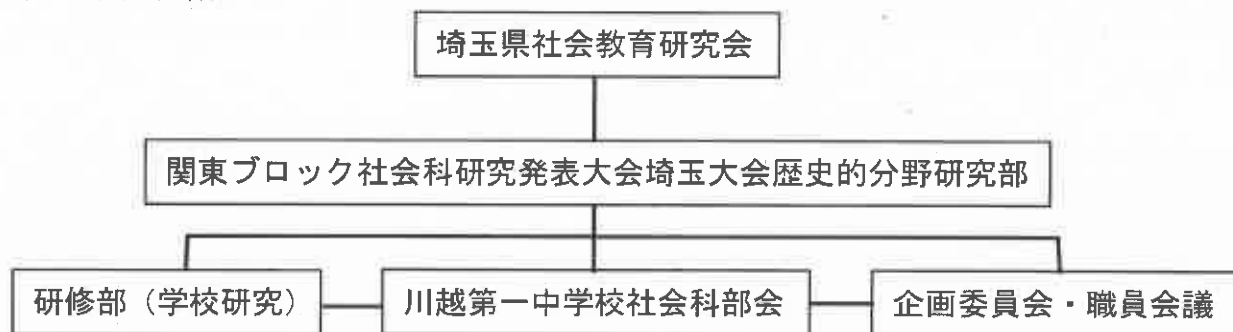 埼玉県社会教育研究会
関東ブロック社会科研究発表大会埼玉大会歴史的分野研究部
研修部（学校研究）
川越第一中学校社会科部会
企画委員会・職員会議